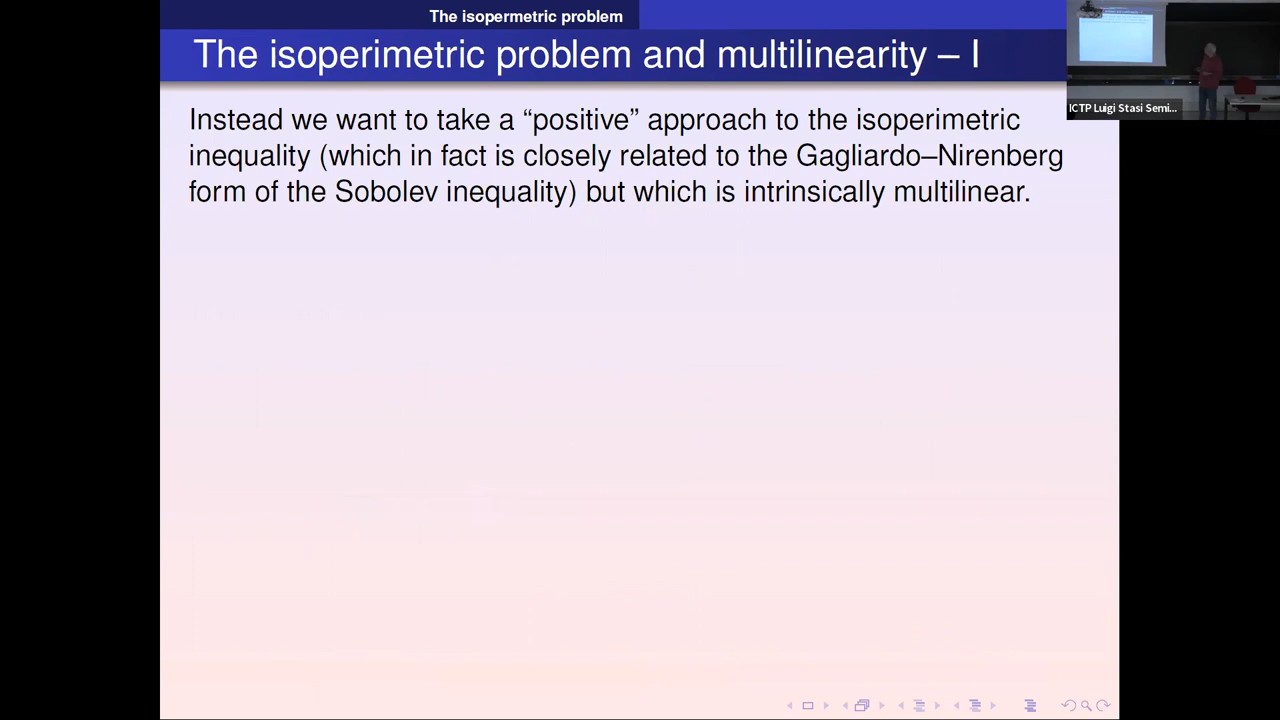 The isopermetric problem
The isoperimetric problem and multilinearity – I
ICTP Luigi Stasi Semi...
Instead we want to take a “positive” approach to the isoperimetric
inequality (which in fact is closely related to the Gagliardo–Nirenberg
form of the Sobolev inequality) but which is intrinsically multilinear.